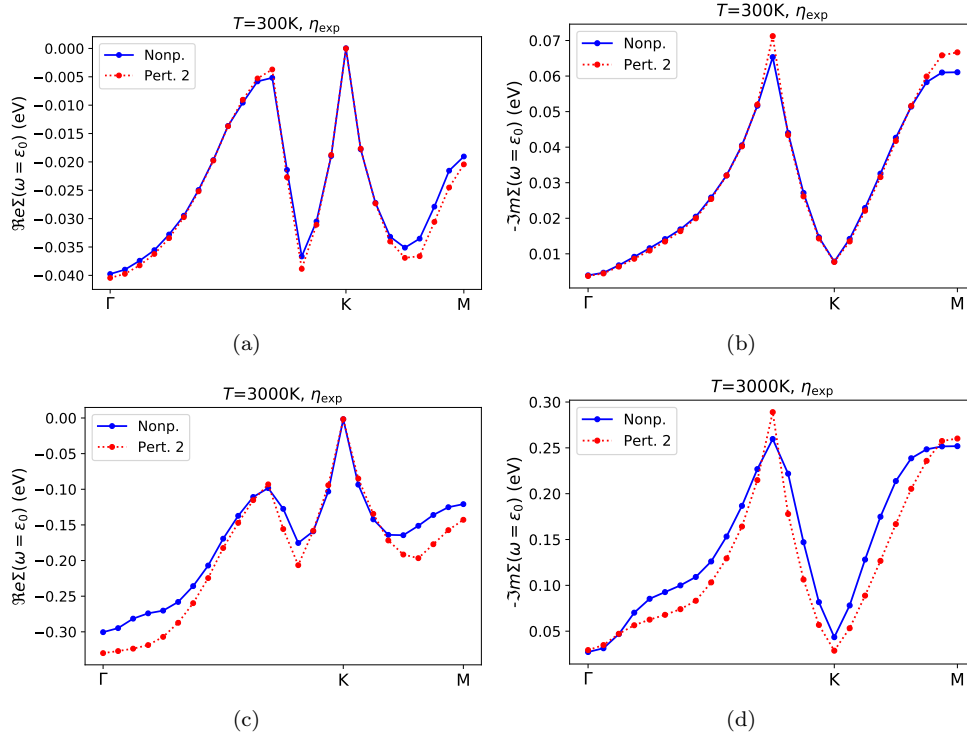 T=300K, ηexp
ℜeΣ(ω = ε₀) (eV)
0.000
−0.005
−0.010
−0.015
−0.020
−0.025
−0.030
−0.035
−0.040
Nonp.
Pert. 2
Γ K M
(a)
T=300K, ηexp
-ℑmΣ(ω = ε₀) (eV)
0.07
0.06
0.05
0.04
0.03
0.02
0.01
Nonp.
Pert. 2
Γ K M
(b)
T=3000K, ηexp
ℜeΣ(ω = ε₀) (eV)
0.00
−0.05
−0.10
−0.15
−0.20
−0.25
−0.30
Nonp.
Pert. 2
Γ K M
(c)
T=3000K, ηexp
-ℑmΣ(ω = ε₀) (eV)
0.30
0.25
0.20
0.15
0.10
0.05
Nonp.
Pert. 2
Γ K M
(d)